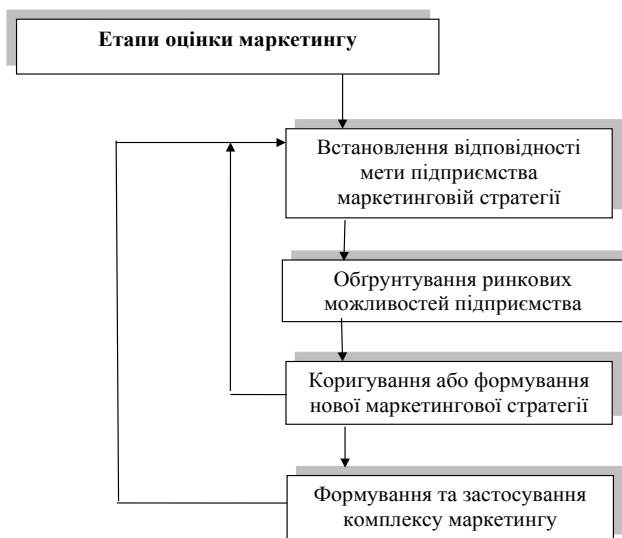 Етапи оцінки маркетингу
Встановлення відповідності
мети підприємства
маркетинговій стратегії
Обґрунтування ринкових
можливостей підприємства
Коригування або формування
нової маркетингової стратегії
Формування та застосування
комплексу маркетингу